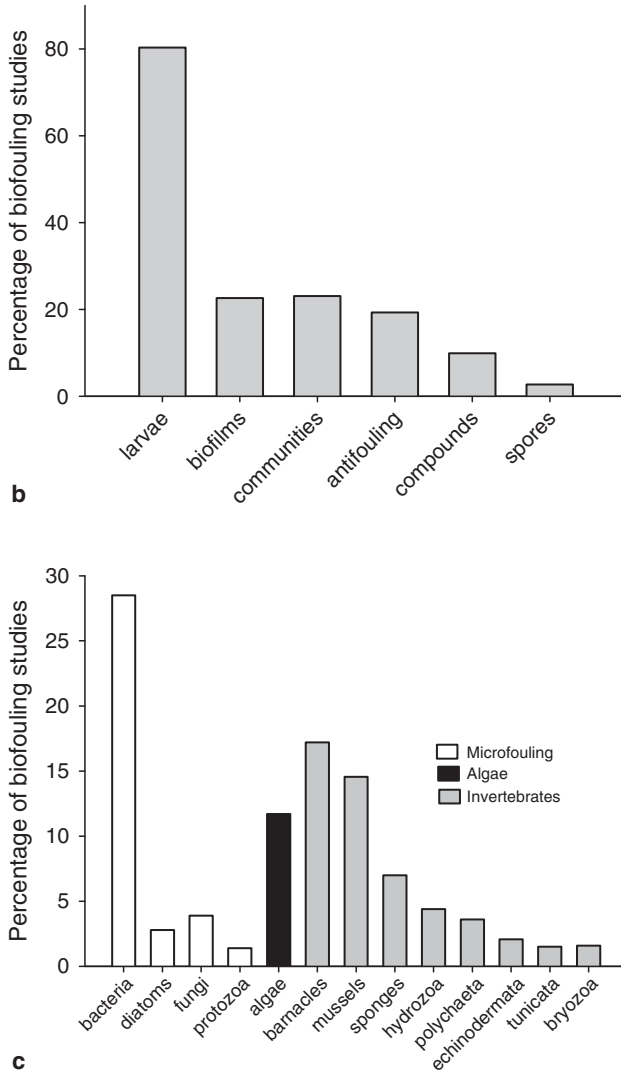 Percentage of biofouling studies
80
60
40
20
0
larvae
biofilms
communities
antifouling
compounds
spores
b
Percentage of biofouling studies
30
25
20
15
10
5
0
Microfouling
Algae
Invertebrates
bacteria
diatoms
fungi
protozoa
algae
barnacles
mussels
sponges
hydrozoa
polychaeta
echinodermata
tunicata
bryozoa
c